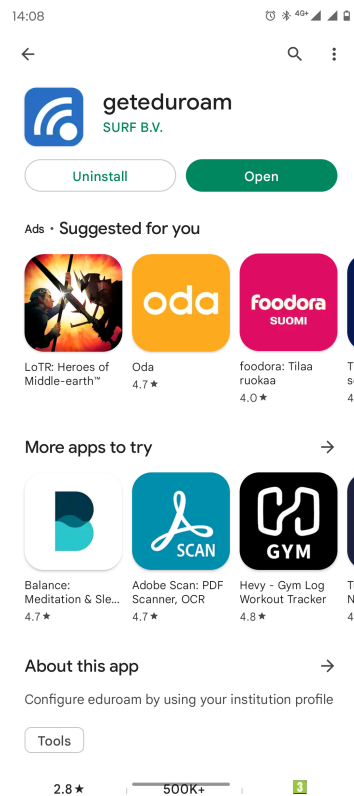 14:08
4G+
geteduroam
SURF B.V.
Uninstall
Open
Ads • Suggested for you
oda
foodora
SUOMI
LoTR: Heroes of
Middle-earth™
Oda
4.7★
foodora: Tilaa
ruokaa
4.0★
T
s
4
More apps to try
B
SCAN
GYM
Balance:
Meditation & Sle...
4.7★
Adobe Scan: PDF
Scanner, OCR
4.7★
Hevy - Gym Log
Workout Tracker
4.8★
T
N
4
About this app
Configure eduroam by using your institution profile
Tools
2.8★
500K+
3